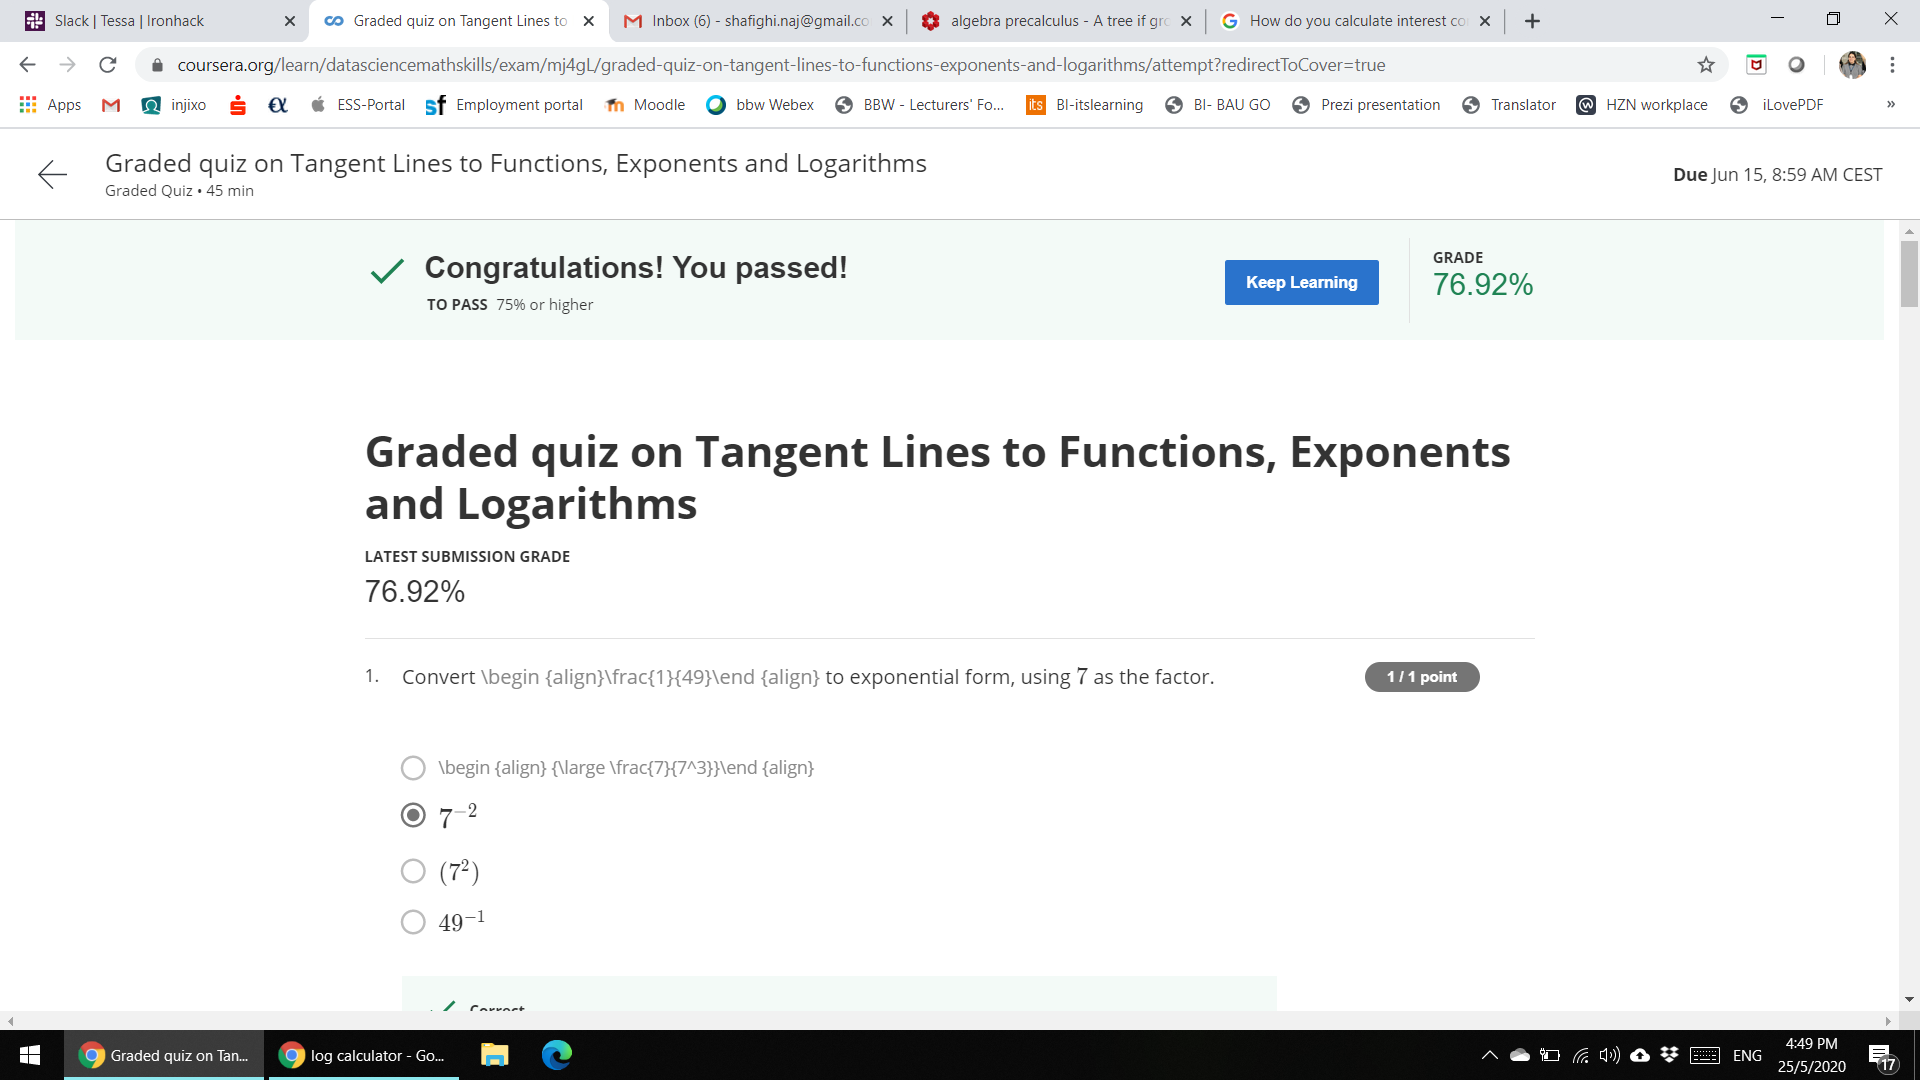 Slack | Tessa | Ironhack
Graded quiz on Tangent Lines to
Inbox (6) - shafighi.naj@gmail.co
algebra precalculus - A tree if gro
How do you calculate interest co
coursera.org/learn/datasciencemathskills/exam/mj4gL/graded-quiz-on-tangent-lines-to-functions-exponents-and-logarithms/attempt?redirectToCover=true
Apps injixo ESS-Portal Employment portal Moodle bbw Webex BBW - Lecturers' Fo... BI-itslearning BI- BAU GO Prezi presentation Translator HZN workplace iLovePDF »
Graded quiz on Tangent Lines to Functions, Exponents and Logarithms
Graded Quiz • 45 min
Due Jun 15, 8:59 AM CEST
Congratulations! You passed!
TO PASS 75% or higher
Keep Learning
GRADE
76.92%
Graded quiz on Tangent Lines to Functions, Exponents
and Logarithms
LATEST SUBMISSION GRADE
76.92%
1. Convert \begin {align}\frac{1}{49}\end {align} to exponential form, using 7 as the factor.
1 / 1 point
\begin {align} {\large \frac{7}{7^3}}\end {align}
7⁻²
(7²)
49⁻¹
Correct
Graded quiz on Tan...
log calculator - Go...
ENG
4:49 PM
25/5/2020
17